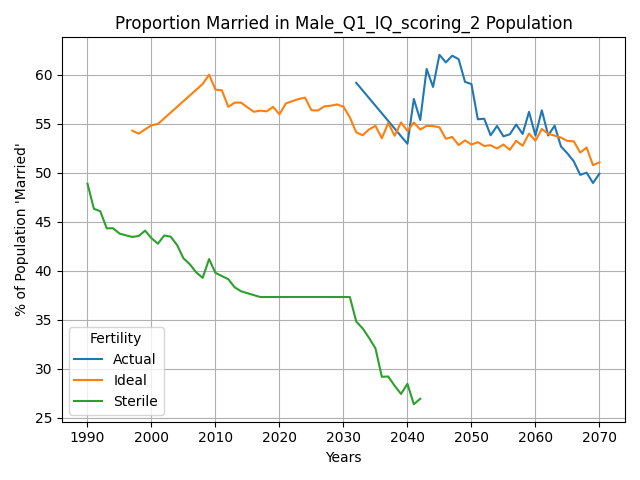 Proportion Married in Male_Q1_IQ_scoring_2 Population
% of Population 'Married'
60
55
50
45
40
35
30
25
Fertility
Actual
Ideal
Sterile
1990 2000 2010 2020 2030 2040 2050 2060 2070
Years